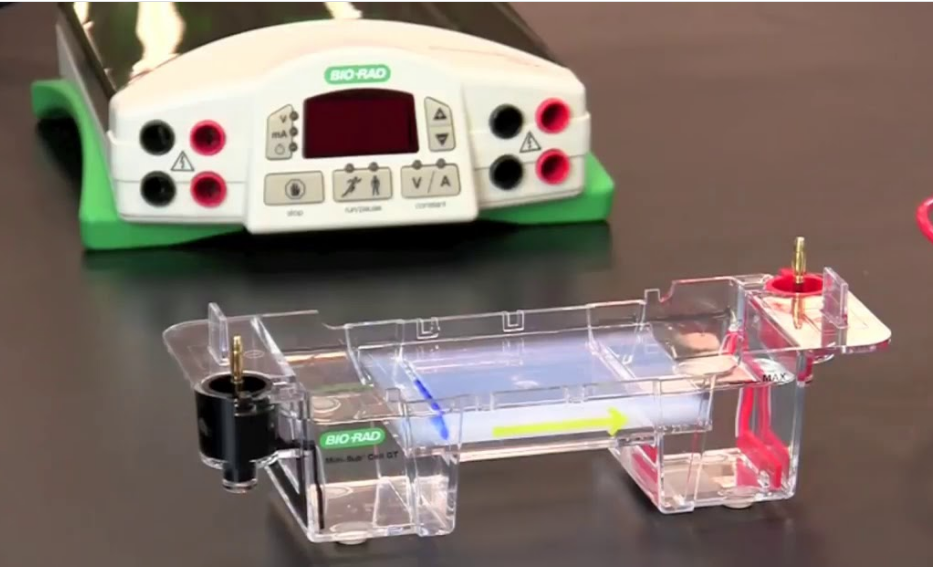 BIO-RAD
V
mA
V / A
stop
run/pause
constant
MAX
BIO-RAD
Mini-Sub Cell GT